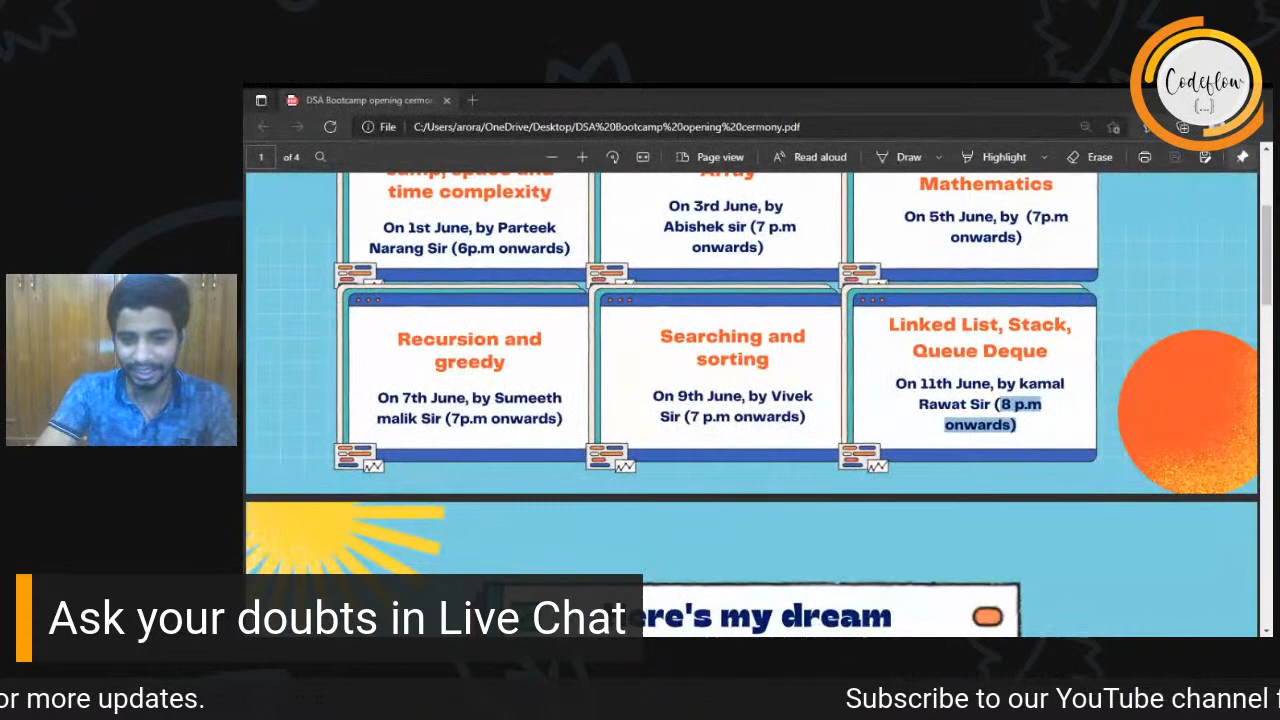 Codeflow
{...}
DSA Bootcamp opening cermo
File
C:/Users/arora/OneDrive/Desktop/DSA%20Bootcamp%20opening%20cermony.pdf
1 of 4
Page view
Read aloud
Draw
Highlight
Erase
time complexity
On 1st June, by Parteek
Narang Sir (6p.m onwards)
Array
On 3rd June, by
Abishek sir (7 p.m
onwards)
Mathematics
On 5th June, by (7p.m
onwards)
Recursion and
greedy
On 7th June, by Sumeeth
malik Sir (7p.m onwards)
Searching and
sorting
On 9th June, by Vivek
Sir (7 p.m onwards)
Linked List, Stack,
Queue Deque
On 11th June, by kamal
Rawat Sir (8 p.m
onwards)
ere's my dream
Ask your doubts in Live Chat
or more updates.
Subscribe to our YouTube channel